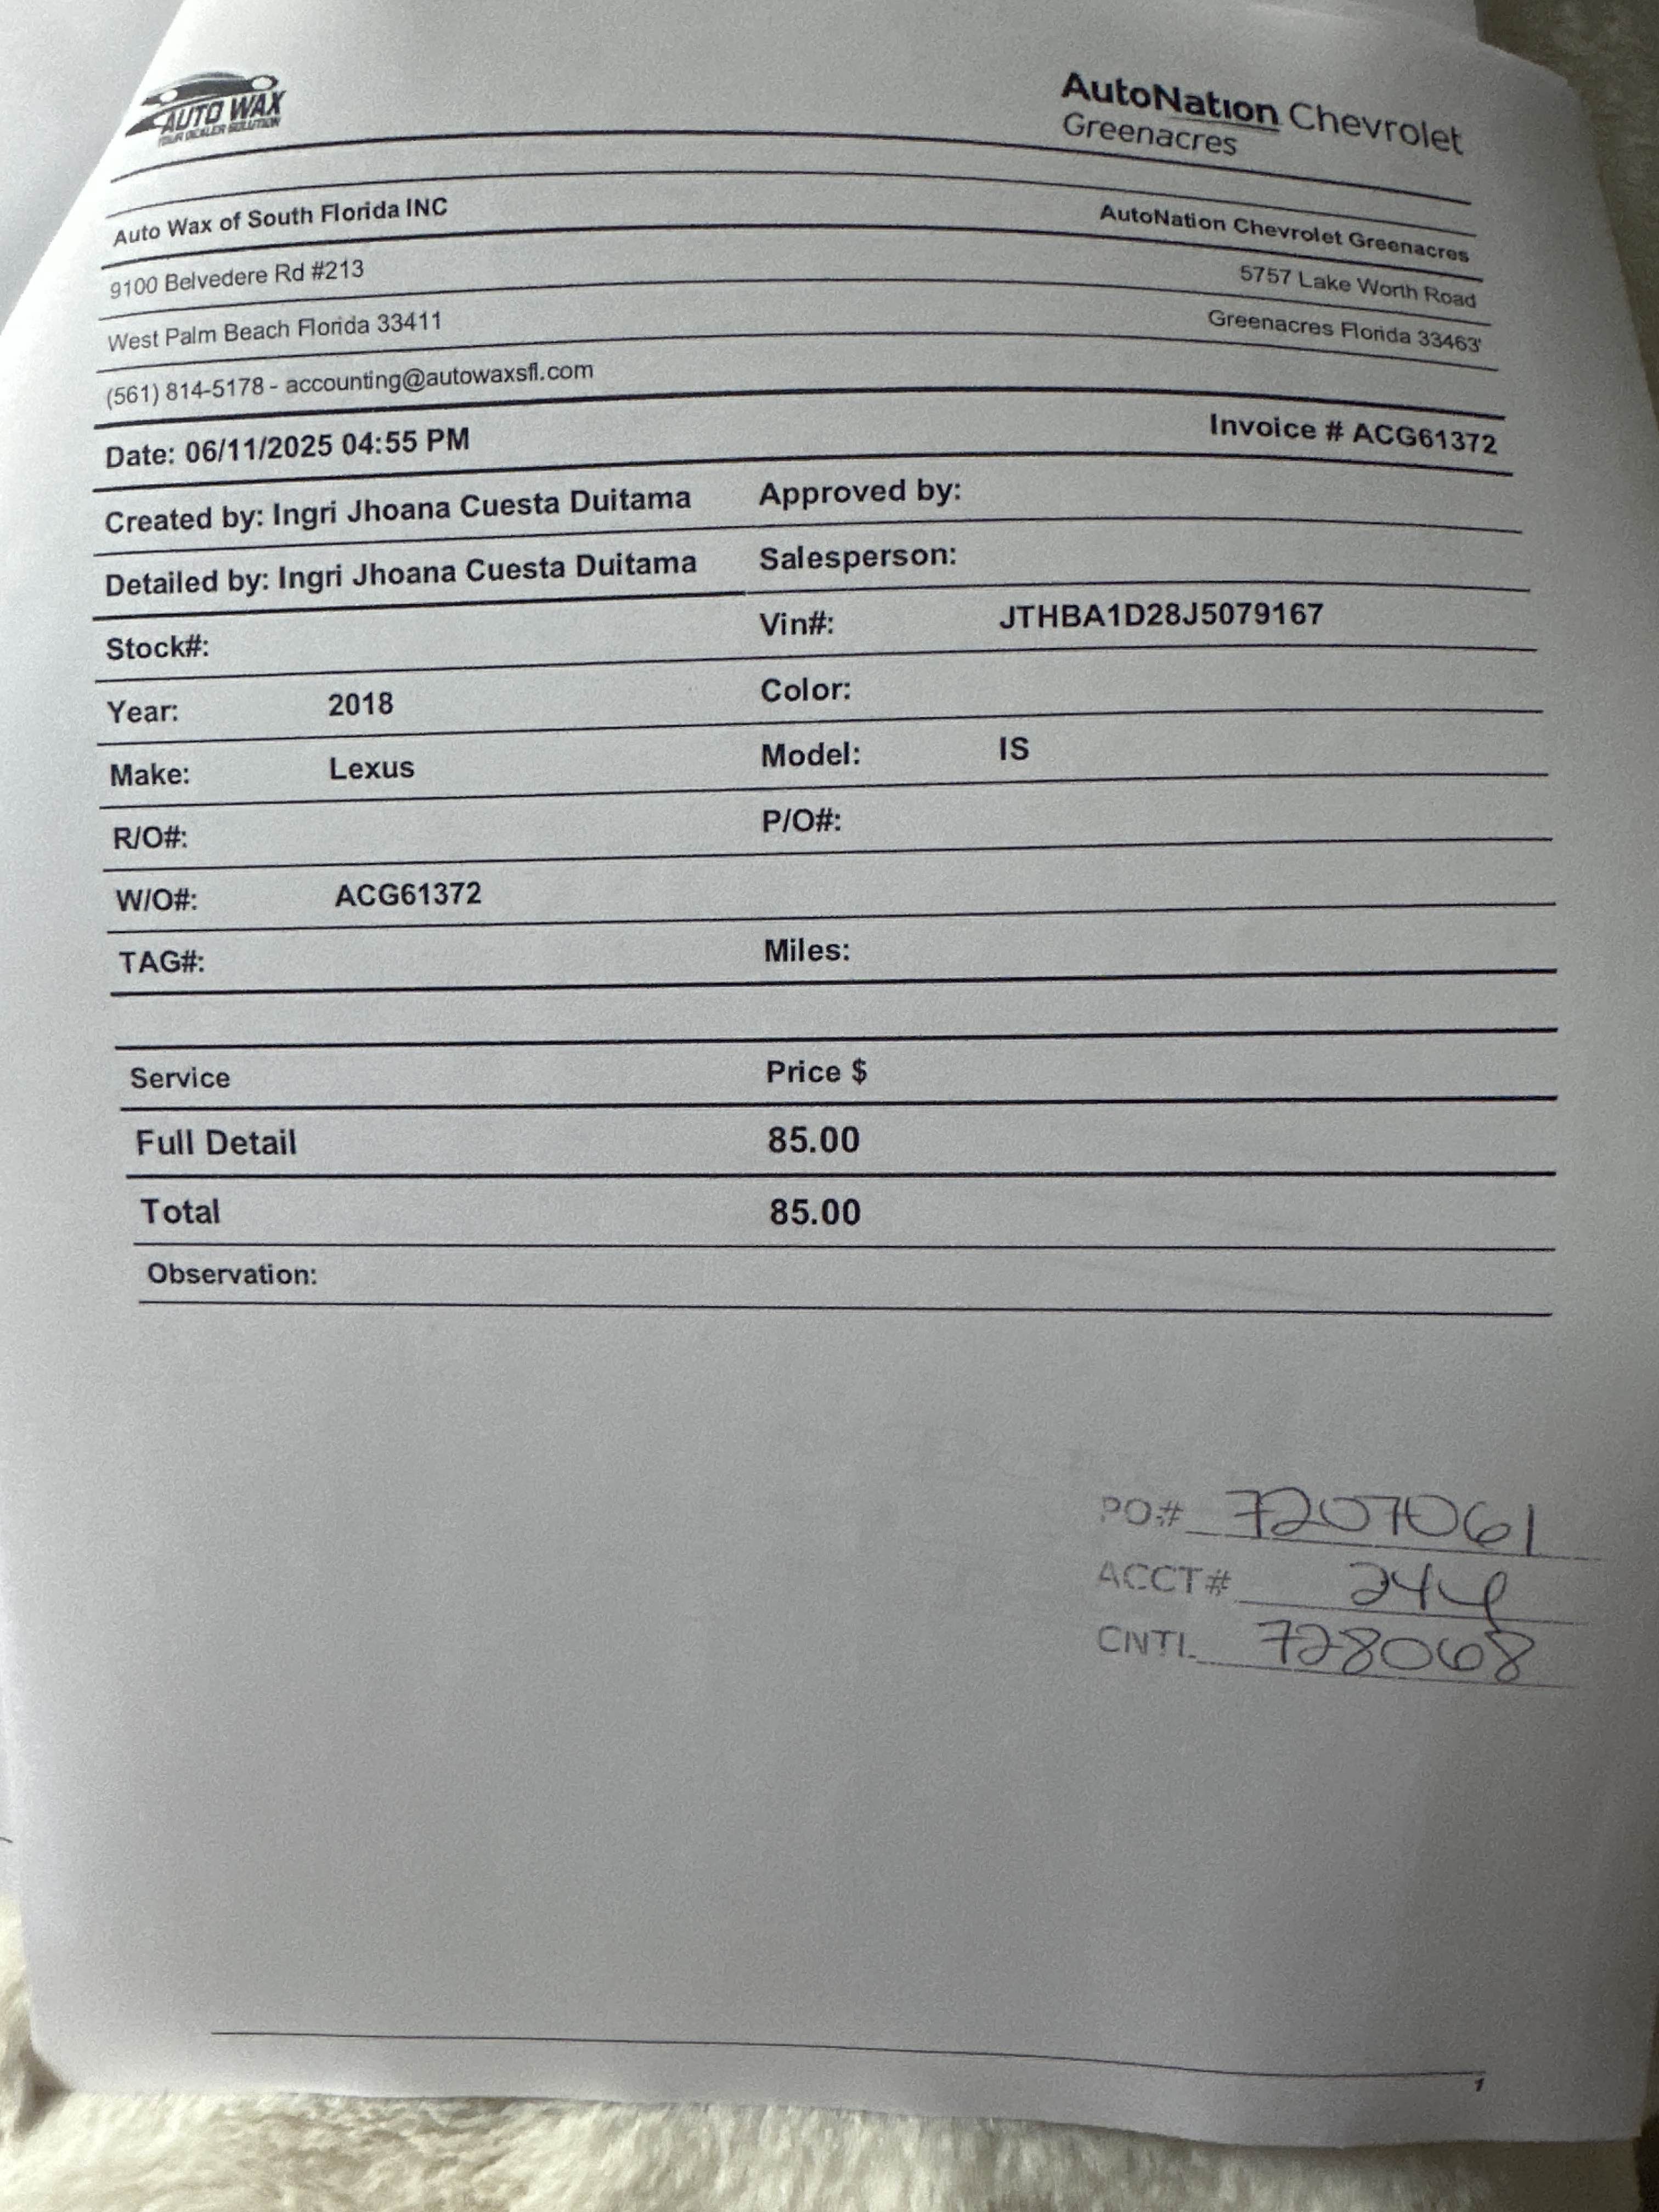 AUTO WAX
YOUR DEALER SOLUTION
AutoNation Chevrolet
Greenacres
Auto Wax of South Florida INC
AutoNation Chevrolet Greenacres
9100 Belvedere Rd #213
5757 Lake Worth Road
West Palm Beach Florida 33411
Greenacres Florida 33463
(561) 814-5178 - accounting@autowaxsfl.com
Date: 06/11/2025 04:55 PM
Invoice # ACG61372
Created by: Ingri Jhoana Cuesta Duitama Approved by:
Detailed by: Ingri Jhoana Cuesta Duitama Salesperson:
Stock#: Vin#: JTHBA1D28J5079167
Year: 2018 Color:
Make: Lexus Model: IS
R/O#: P/O#:
W/O#: ACG61372
TAG#: Miles:
Service Price $
Full Detail 85.00
Total 85.00
Observation:
PO# 7207061
ACCT# 244
CNTL 728068
1